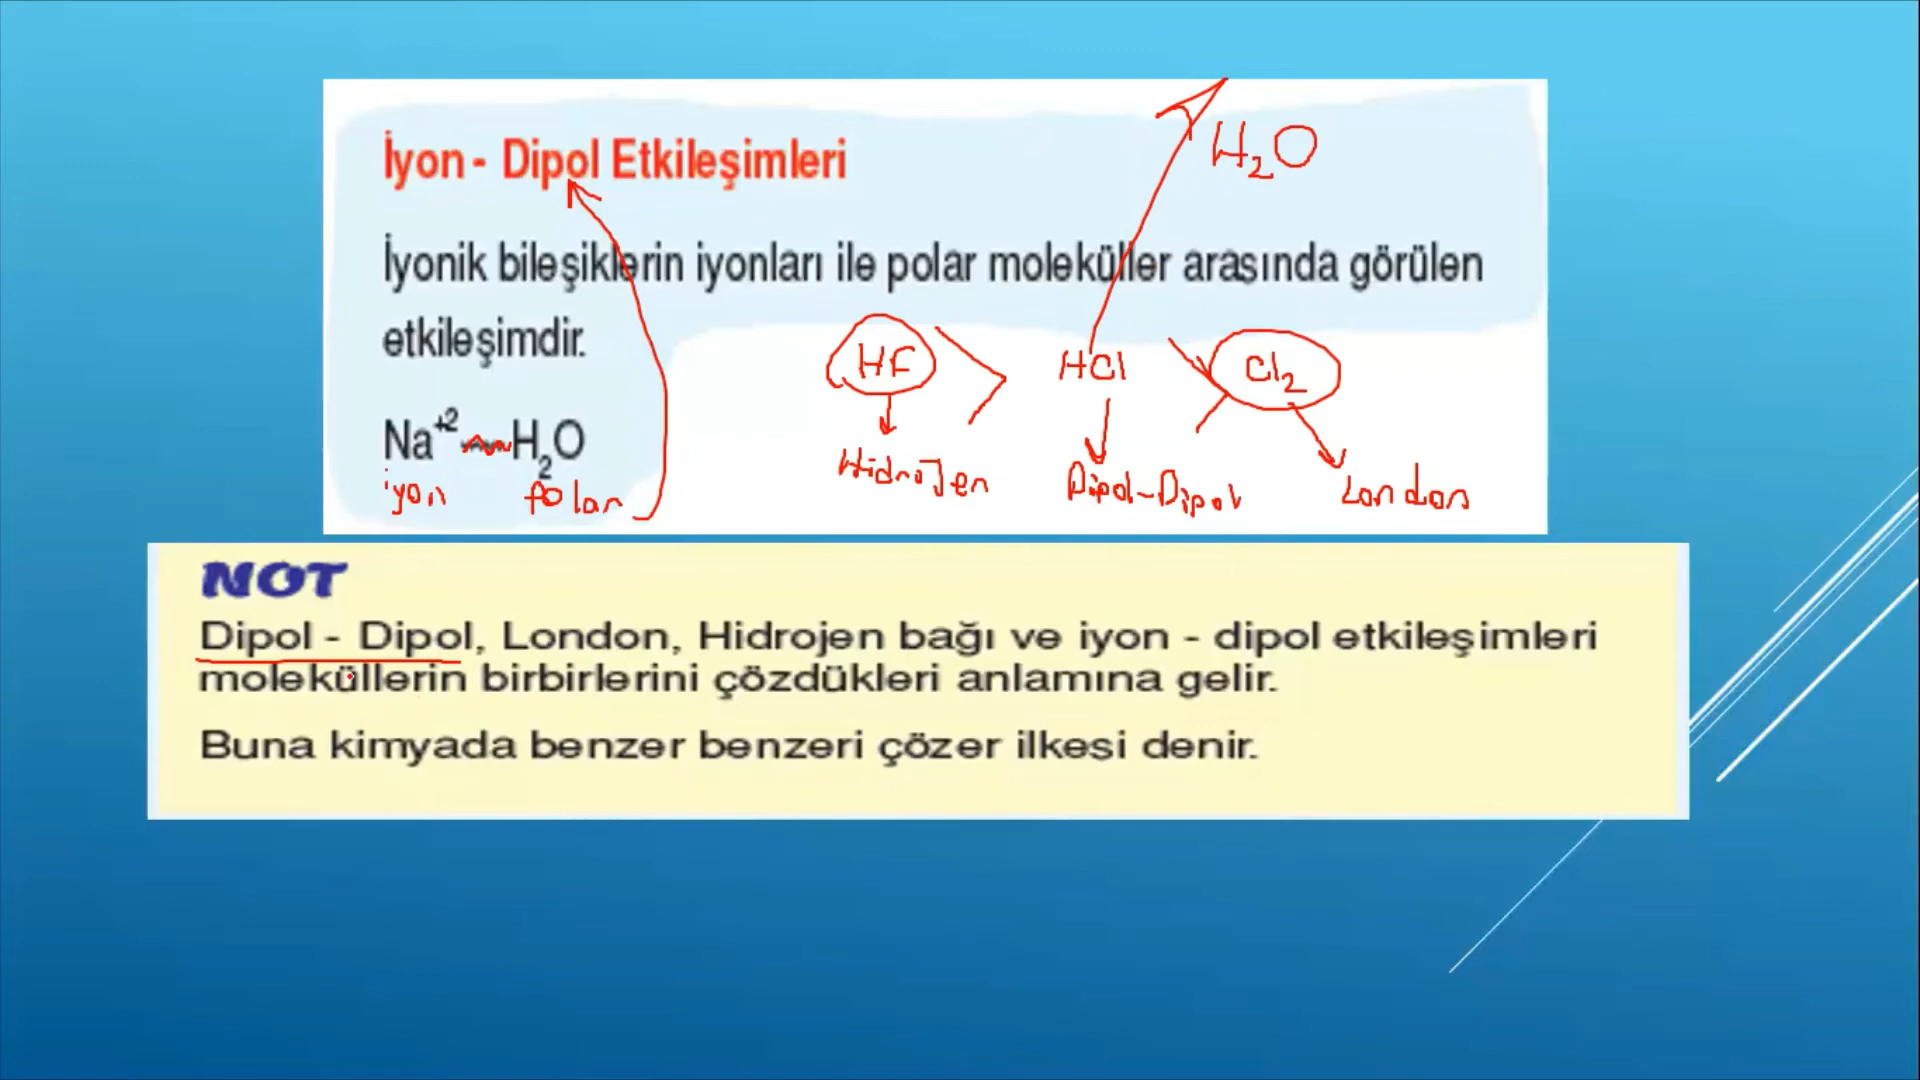 İyon - Dipol Etkileşimleri
H₂O
İyonik bileşiklerin iyonları ile polar moleküller arasında görülen
etkileşimdir.
HF > HCl > Cl₂
Na⁺² H₂O
iyon polar
Hidrojen Dipol-Dipol London
NOT
Dipol - Dipol, London, Hidrojen bağı ve iyon - dipol etkileşimleri
moleküllerin birbirlerini çözdükleri anlamına gelir.
Buna kimyada benzer benzeri çözer ilkesi denir.